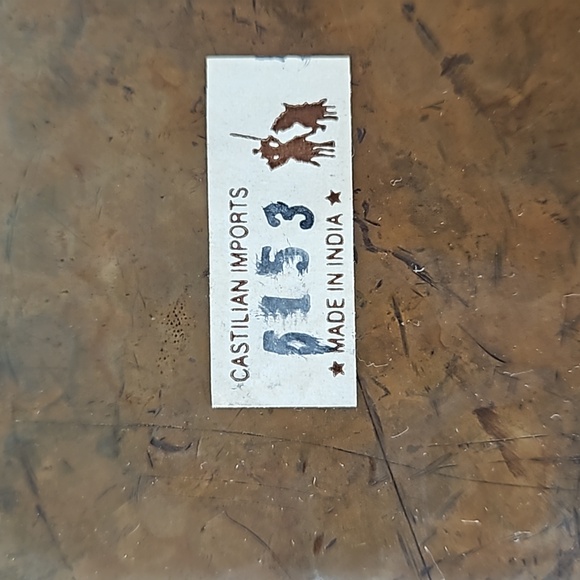 CASTILIAN IMPORTS
6153
★ MADE IN INDIA ★